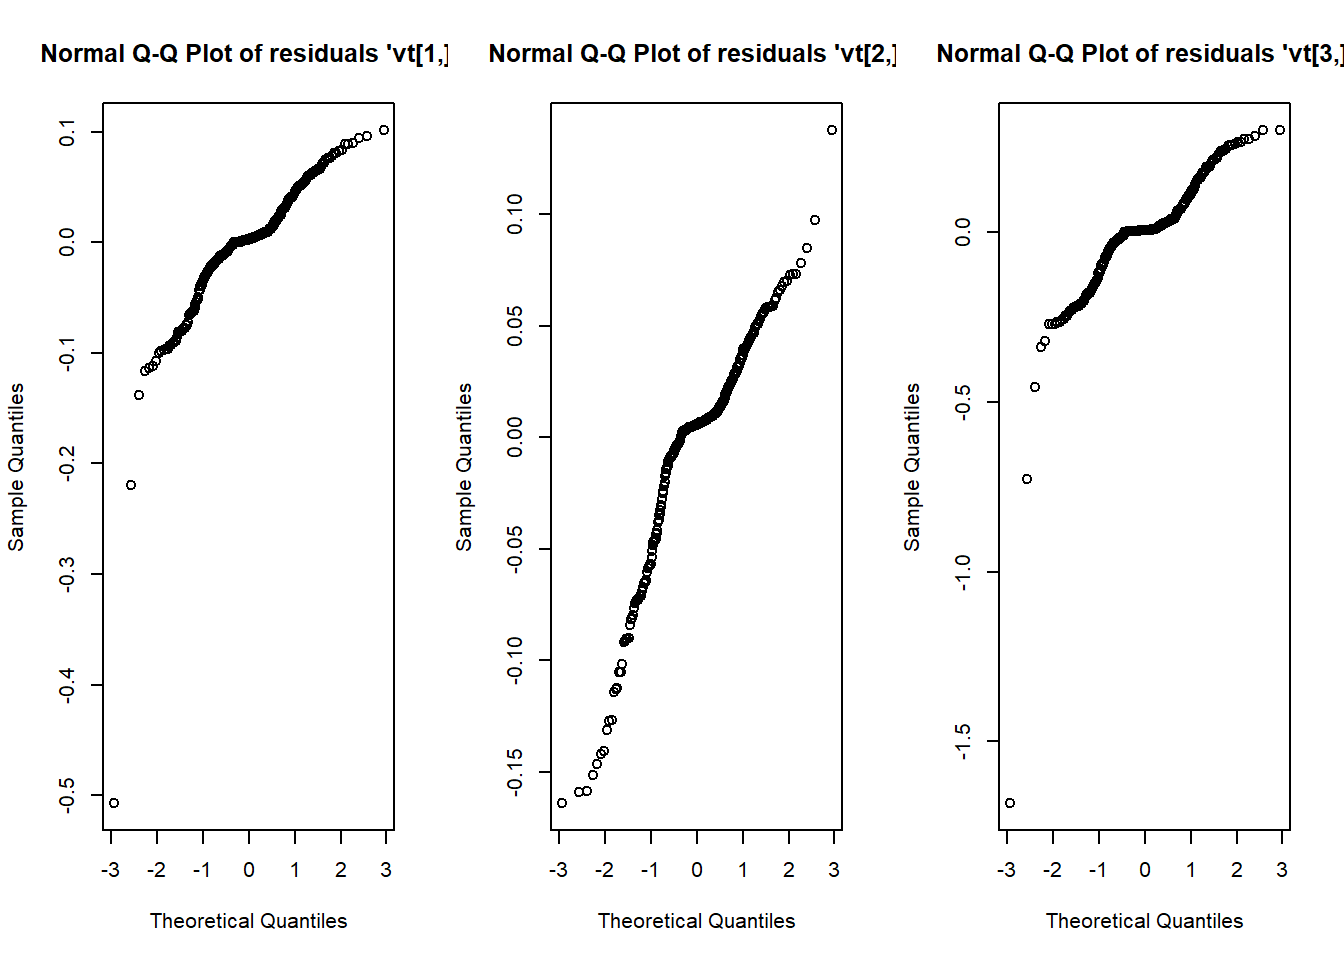 Normal Q-Q Plot of residuals 'vt[1,]
Sample Quantiles
0.1
0.0
-0.1
-0.2
-0.3
-0.4
-0.5
-3 -2 -1 0 1 2 3
Theoretical Quantiles
Normal Q-Q Plot of residuals 'vt[2,]
Sample Quantiles
0.10
0.05
0.00
-0.05
-0.10
-0.15
-3 -2 -1 0 1 2 3
Theoretical Quantiles
Normal Q-Q Plot of residuals 'vt[3,]
Sample Quantiles
0.0
-0.5
-1.0
-1.5
-3 -2 -1 0 1 2 3
Theoretical Quantiles